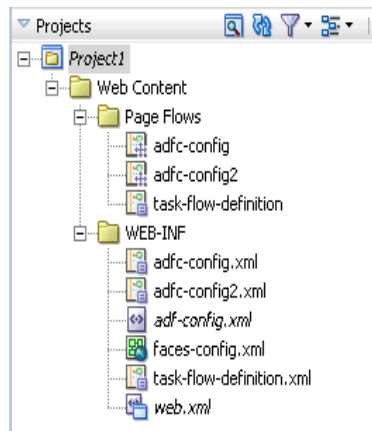 Projects
Project1
Web Content
Page Flows
adfc-config
adfc-config2
task-flow-definition
WEB-INF
adfc-config.xml
adfc-config2.xml
adf-config.xml
faces-config.xml
task-flow-definition.xml
web.xml